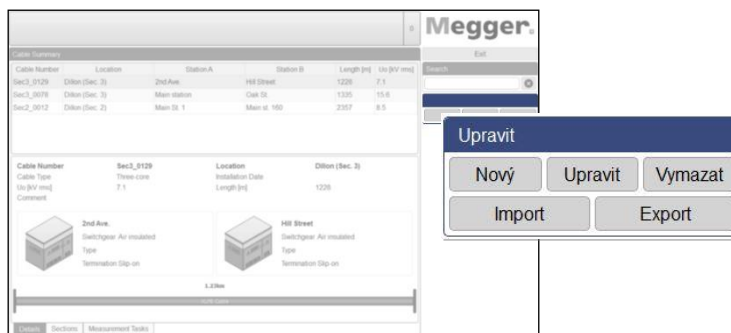 Megger.
Cable Summary
Exit
Cable Number Location Station A Station B Length [m] Uo [kV rms]
Search
Sec3_0129 Dillon (Sec. 3) 2nd Ave. Hill Street 1228 7.1
Sec3_0078 Dillon (Sec. 3) Main station Oak St. 1335 15.6
Sec2_0012 Dillon (Sec. 2) Main St. 1 Main st. 160 2357 8.5
Upravit
Nový Upravit Vymazat
Import Export
Cable Number Sec3_0129 Location Dillon (Sec. 3)
Cable Type Three-core Installation Date
Uo [kV rms] 7.1 Length [m] 1228
Comment
2nd Ave. Hill Street
Switchgear Air insulated Switchgear Air insulated
Type Type
Termination Slip-on Termination Slip-on
1.23km
Details Sections Measurement Tasks